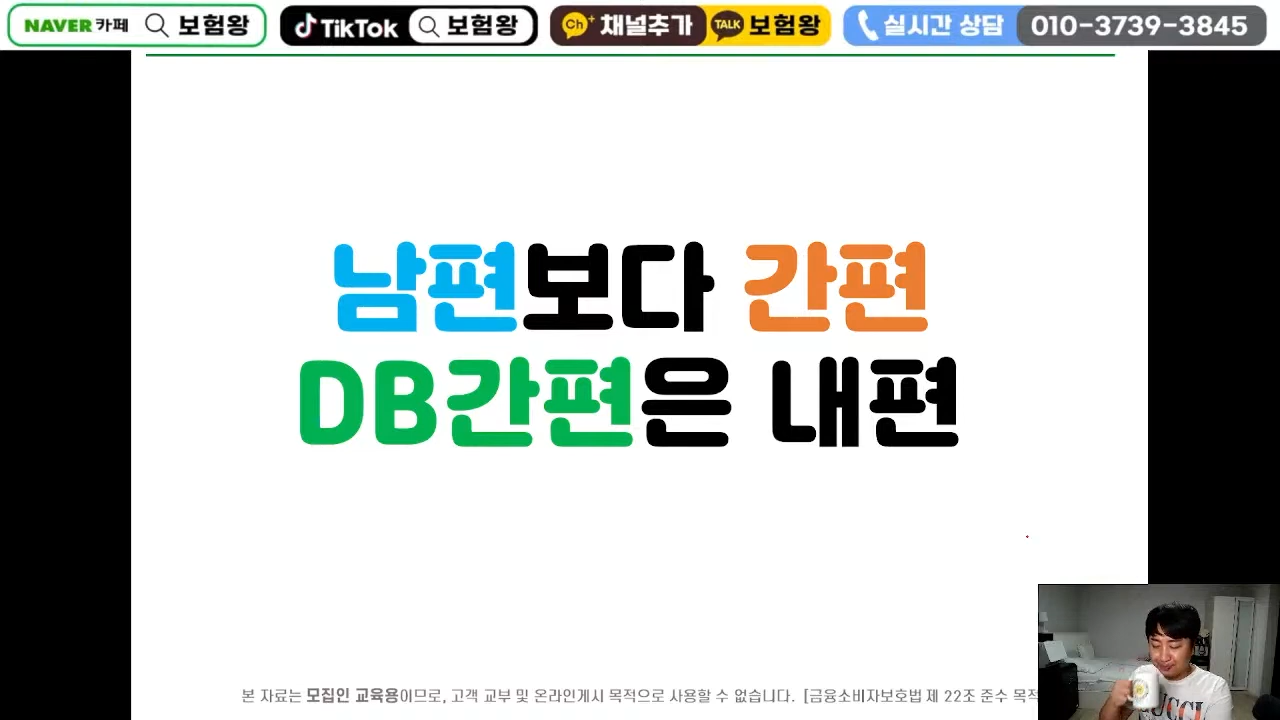 NAVER 카페 보험왕 TikTok 보험왕 Ch+ 채널추가 TALK 보험왕 실시간 상담 010-3739-3845
남편보다 간편
DB간편은 내편
본 자료는 모집인 교육용이므로, 고객 교부 및 온라인게시 목적으로 사용할 수 없습니다. [금융소비자보호법 제 22조 준수 목적
GUCCI